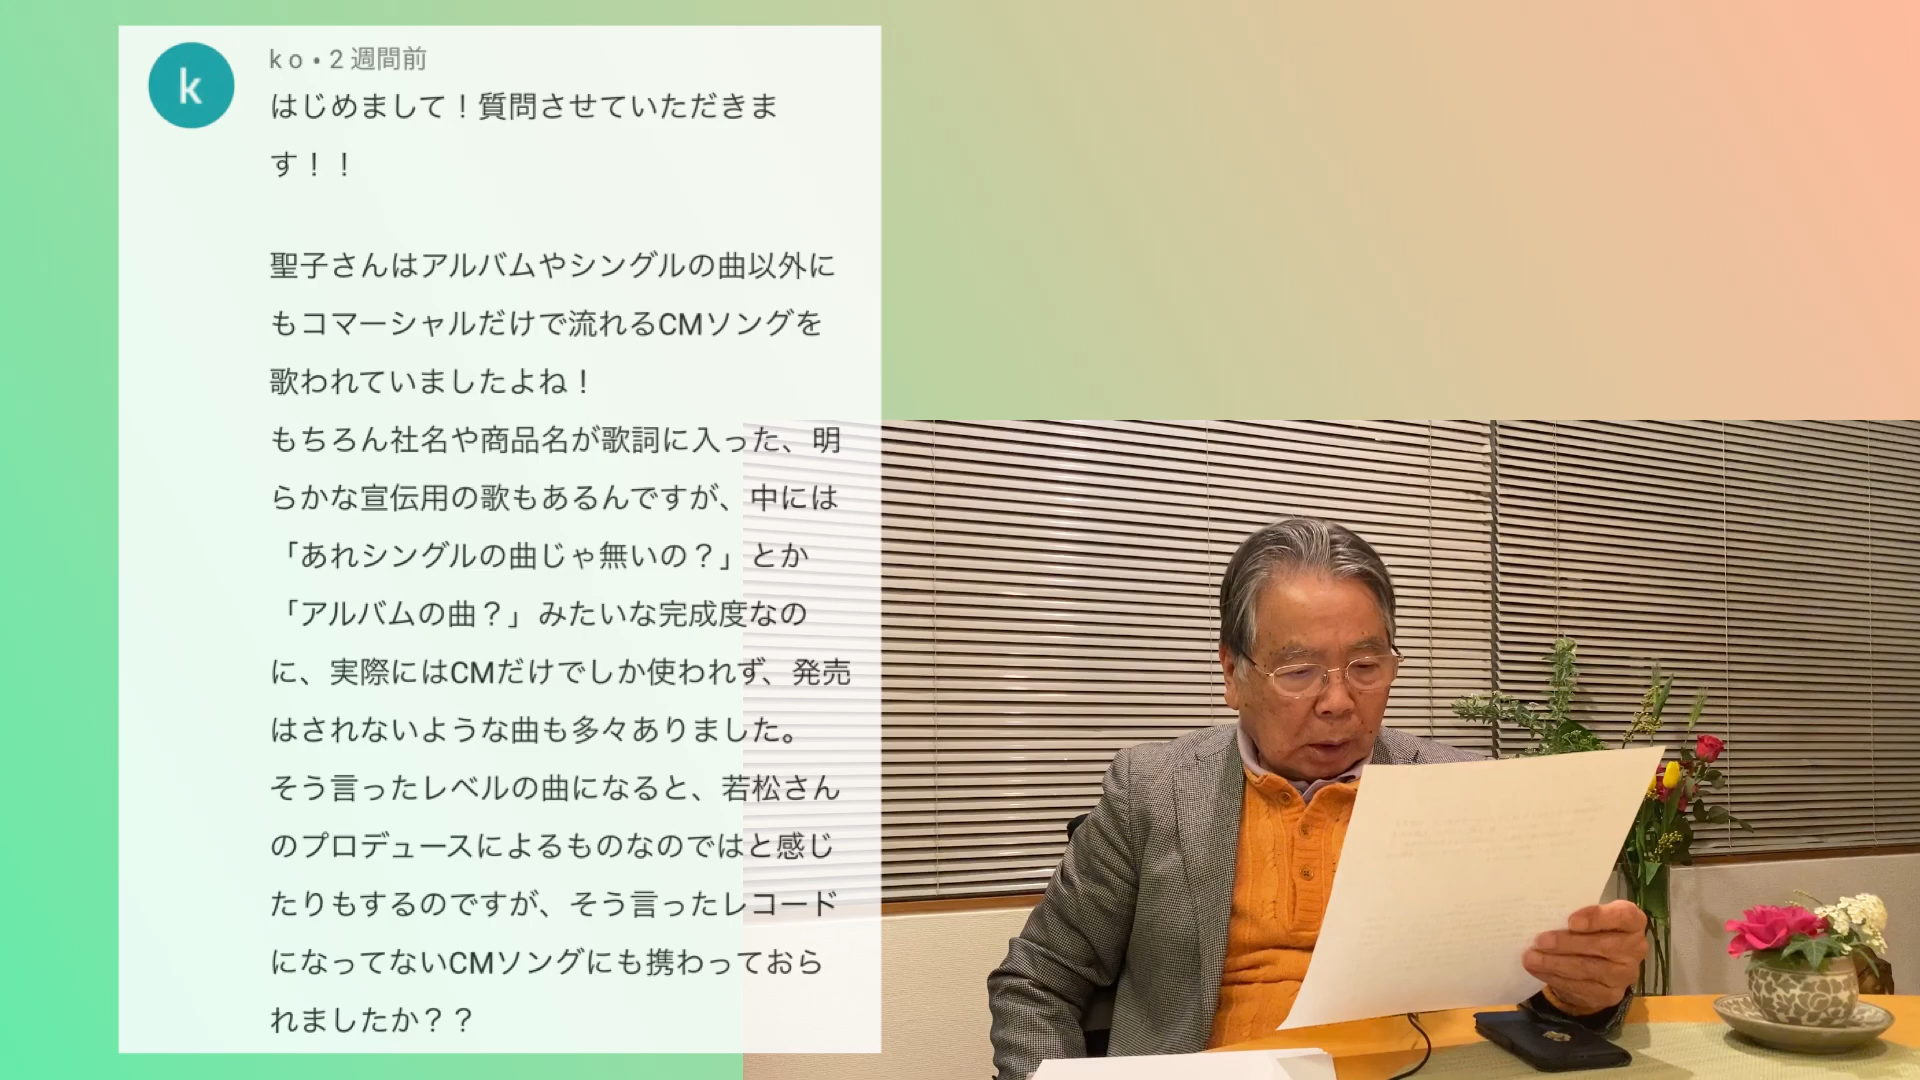 k
k o • 2 週間前
はじめまして！質問させていただきま
す！！
聖子さんはアルバムやシングルの曲以外に
もコマーシャルだけで流れるCMソングを
歌われていましたよね！
もちろん社名や商品名が歌詞に入った、明
らかな宣伝用の歌もあるんですが、中には
「あれシングルの曲じゃ無いの？」とか
「アルバムの曲？」みたいな完成度なの
に、実際にはCMだけでしか使われず、発売
はされないような曲も多々ありました。
そう言ったレベルの曲になると、若松さん
のプロデュースによるものなのではと感じ
たりもするのですが、そう言ったレコード
になってないCMソングにも携わっておら
れましたか？？